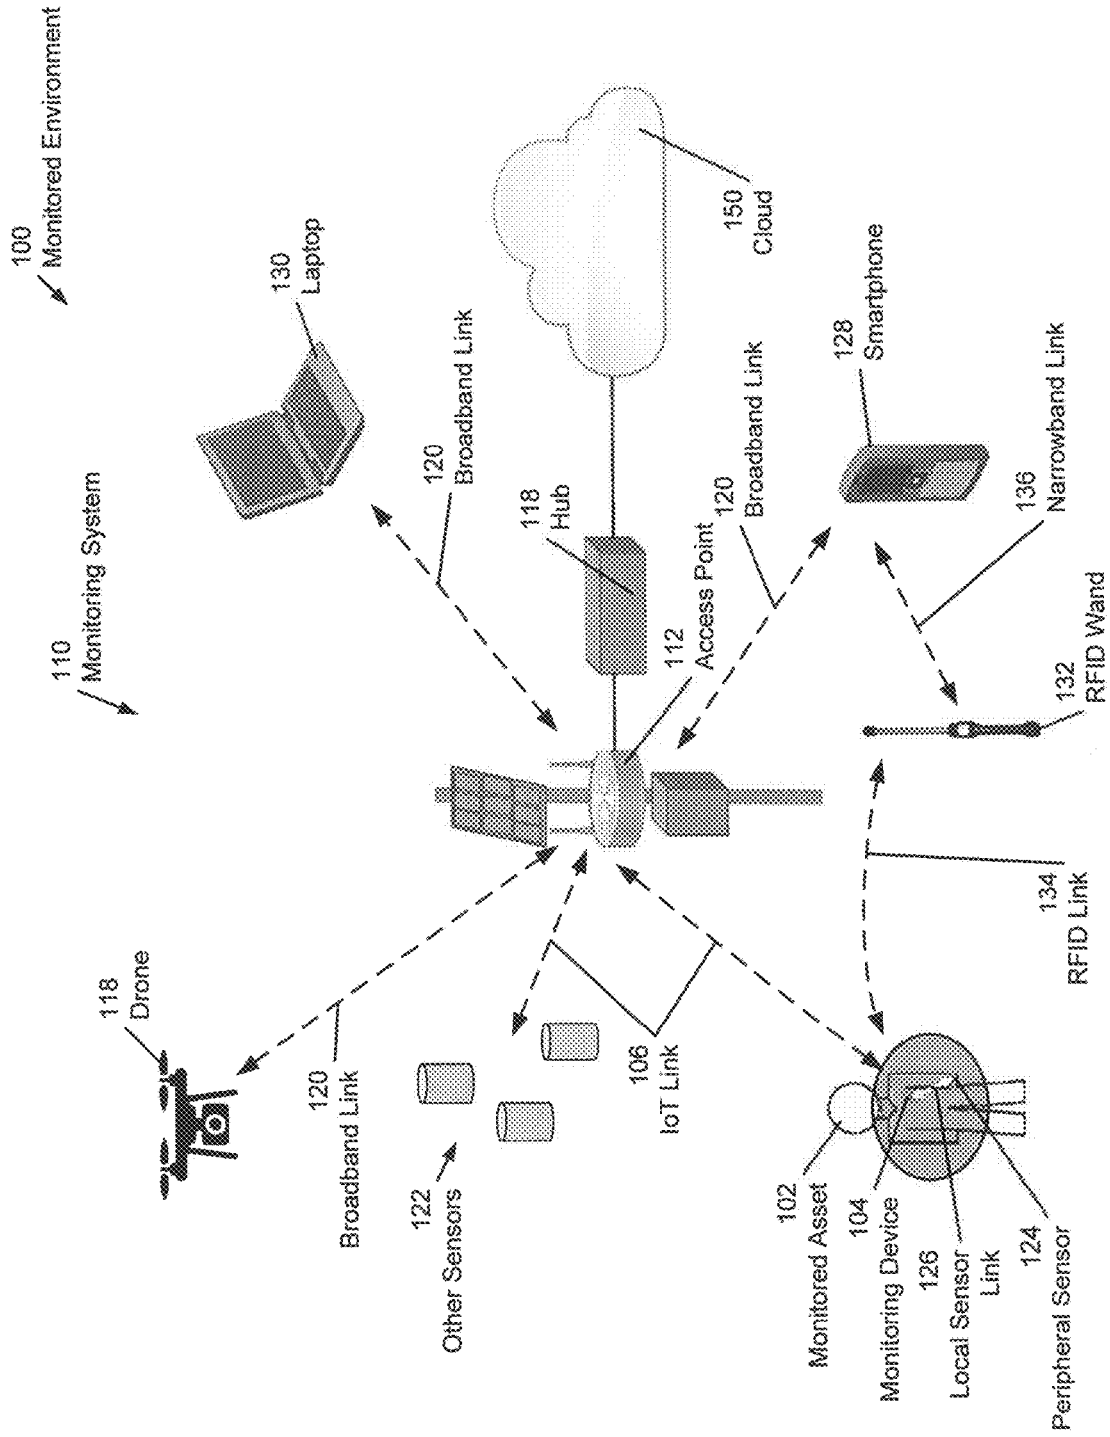 100
Monitored Environment
110
Monitoring System
118
Drone
130
Laptop
120
Broadband Link
120
Broadband Link
122
Other Sensors
118
Hub
150
Cloud
106
IoT Link
112
Access Point
120
Broadband Link
102
Monitored Asset
104
Monitoring Device
126
Local Sensor
Link
124
Peripheral Sensor
128
Smartphone
134
RFID Link
132
RFID Wand
136
Narrowband Link